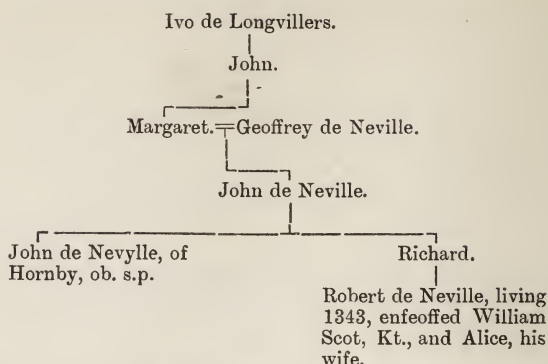 Ivo de Longvillers.
John.
Margaret.=Geoffrey de Neville.
John de Neville.
John de Nevylle, of
Hornby, ob. s.p.
Richard.
Robert de Neville, living
1343, enfeoffed William
Scot, Kt., and Alice, his
wife.